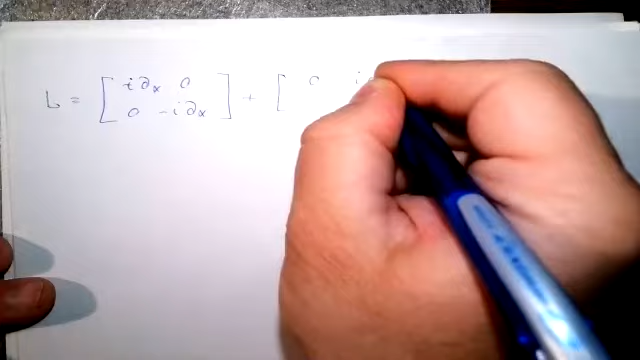 L = [ i∂x 0 ] + [ 0 i
0 -i∂x